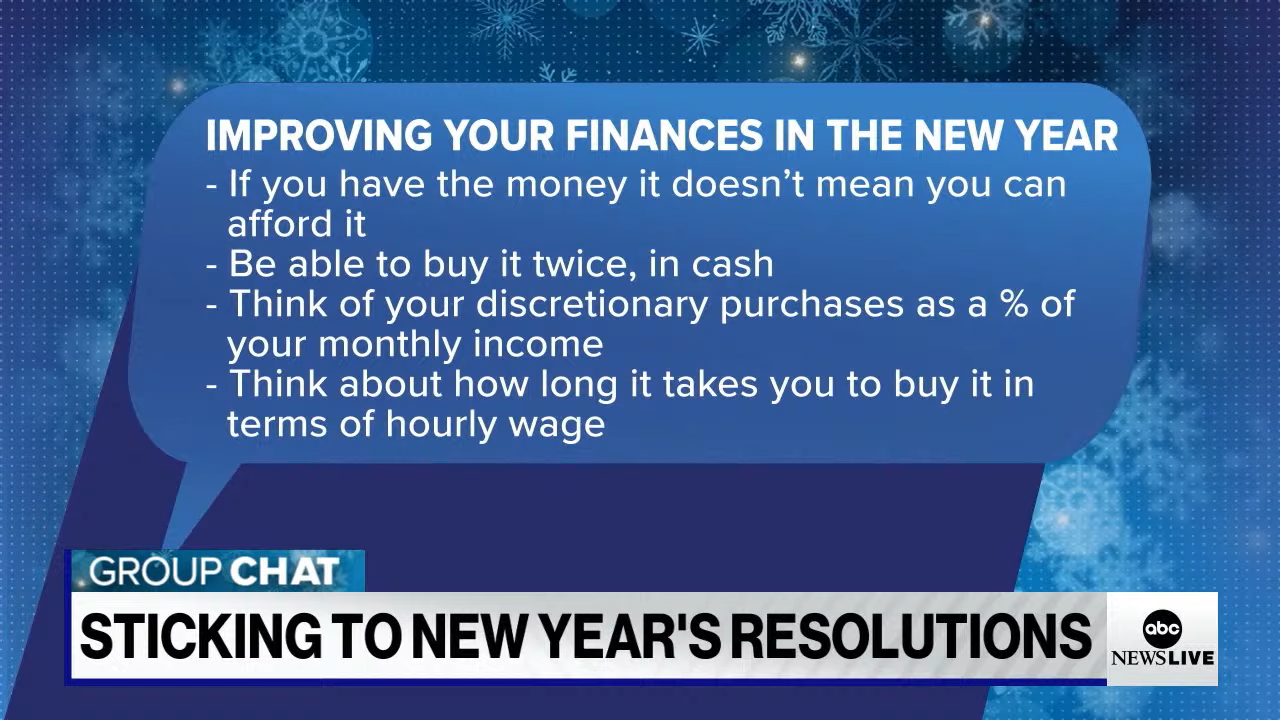 IMPROVING YOUR FINANCES IN THE NEW YEAR
- If you have the money it doesn’t mean you can
afford it
- Be able to buy it twice, in cash
- Think of your discretionary purchases as a % of
your monthly income
- Think about how long it takes you to buy it in
terms of hourly wage
GROUP CHAT
STICKING TO NEW YEAR'S RESOLUTIONS
abc
NEWS LIVE